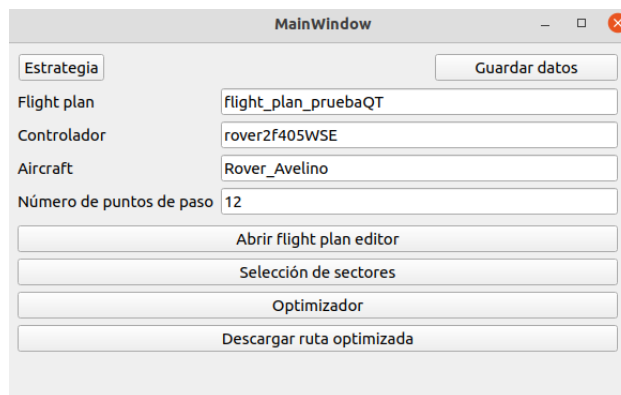 MainWindow
Estrategia Guardar datos
Flight plan flight_plan_pruebaQT
Controlador rover2f405WSE
Aircraft Rover_Avelino
Número de puntos de paso 12
Abrir flight plan editor
Selección de sectores
Optimizador
Descargar ruta optimizada